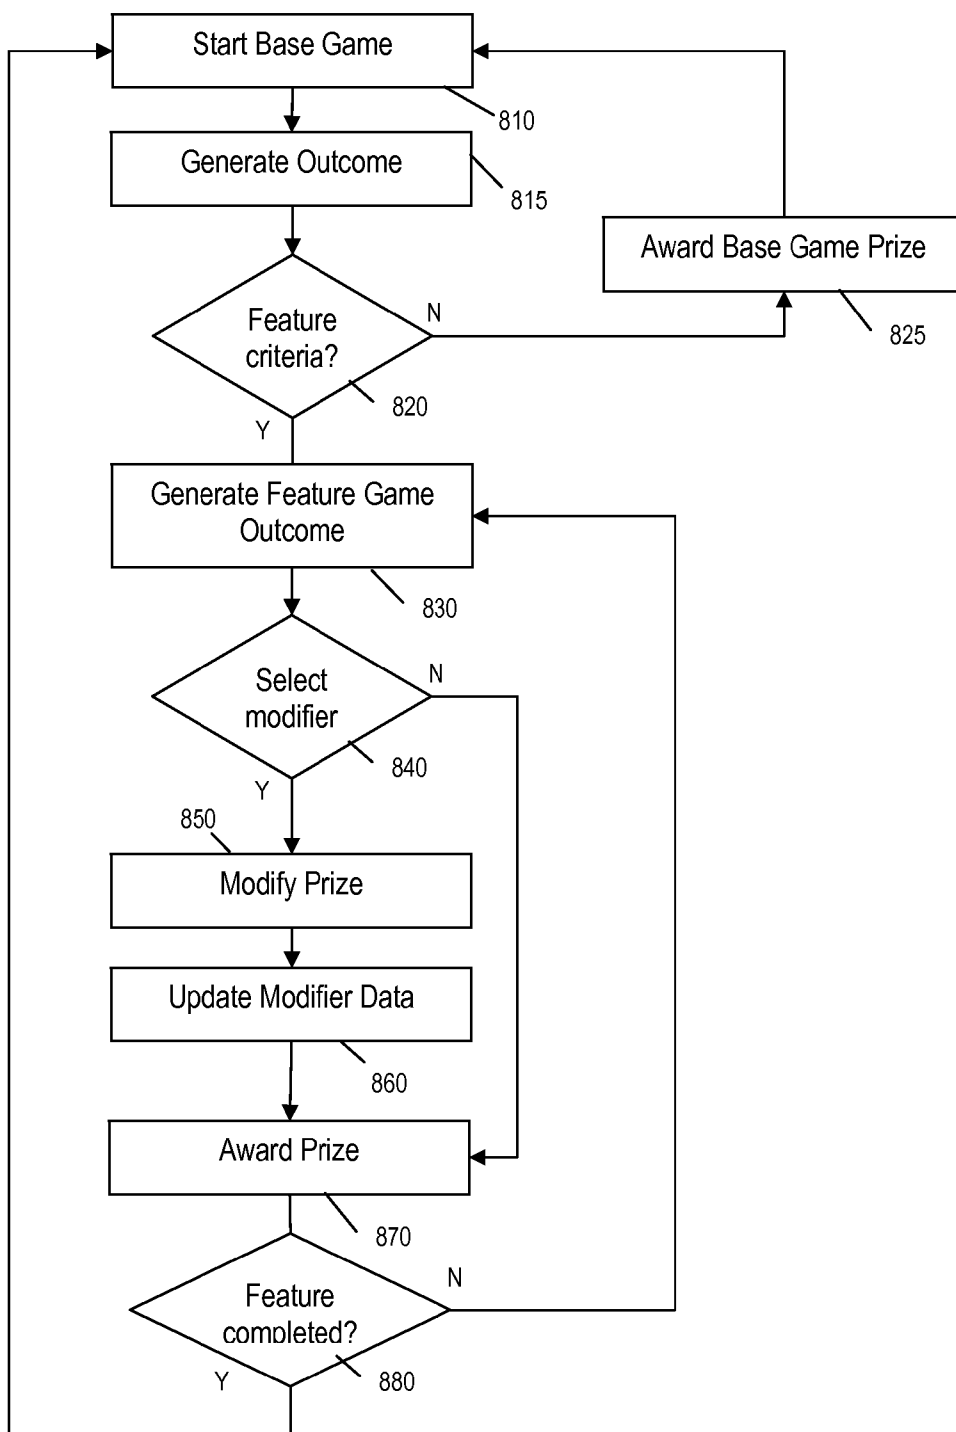 Start Base Game
810
Generate Outcome
815
Award Base Game Prize
825
Feature
criteria?
N
820
Y
Generate Feature Game
Outcome
830
Select
modifier
N
840
Y
850
Modify Prize
Update Modifier Data
860
Award Prize
870
Feature
completed?
N
880
Y